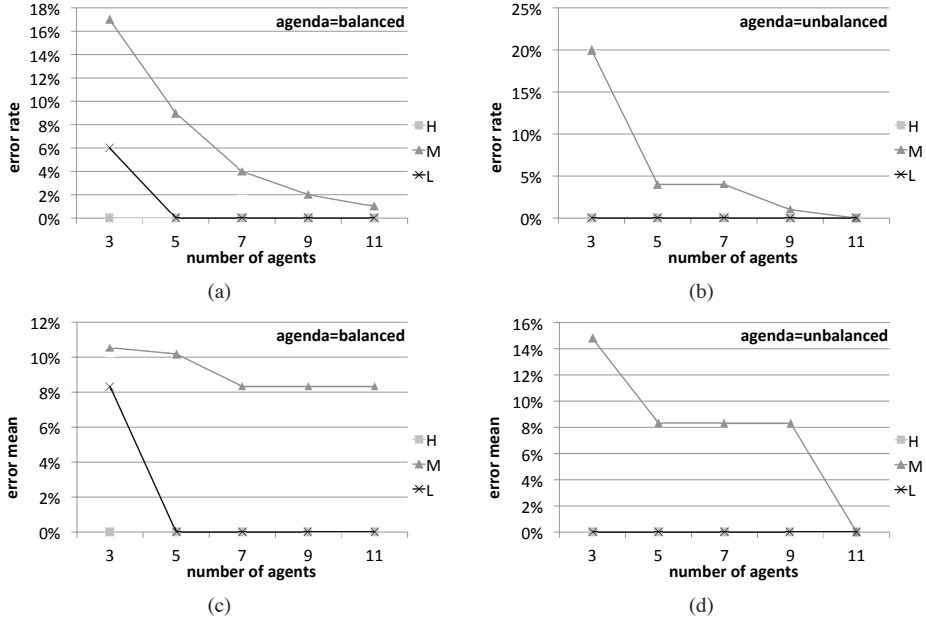 18%
agenda=balanced
16%
14%
12%
10%
8%
6%
4%
2%
0%
error rate
3 5 7 9 11
number of agents
H
M
L
(a)
25%
agenda=unbalanced
20%
15%
10%
5%
0%
error rate
3 5 7 9 11
number of agents
H
M
L
(b)
12%
agenda=balanced
10%
8%
6%
4%
2%
0%
error mean
3 5 7 9 11
number of agents
H
M
L
(c)
16%
agenda=unbalanced
14%
12%
10%
8%
6%
4%
2%
0%
error mean
3 5 7 9 11
number of agents
H
M
L
(d)